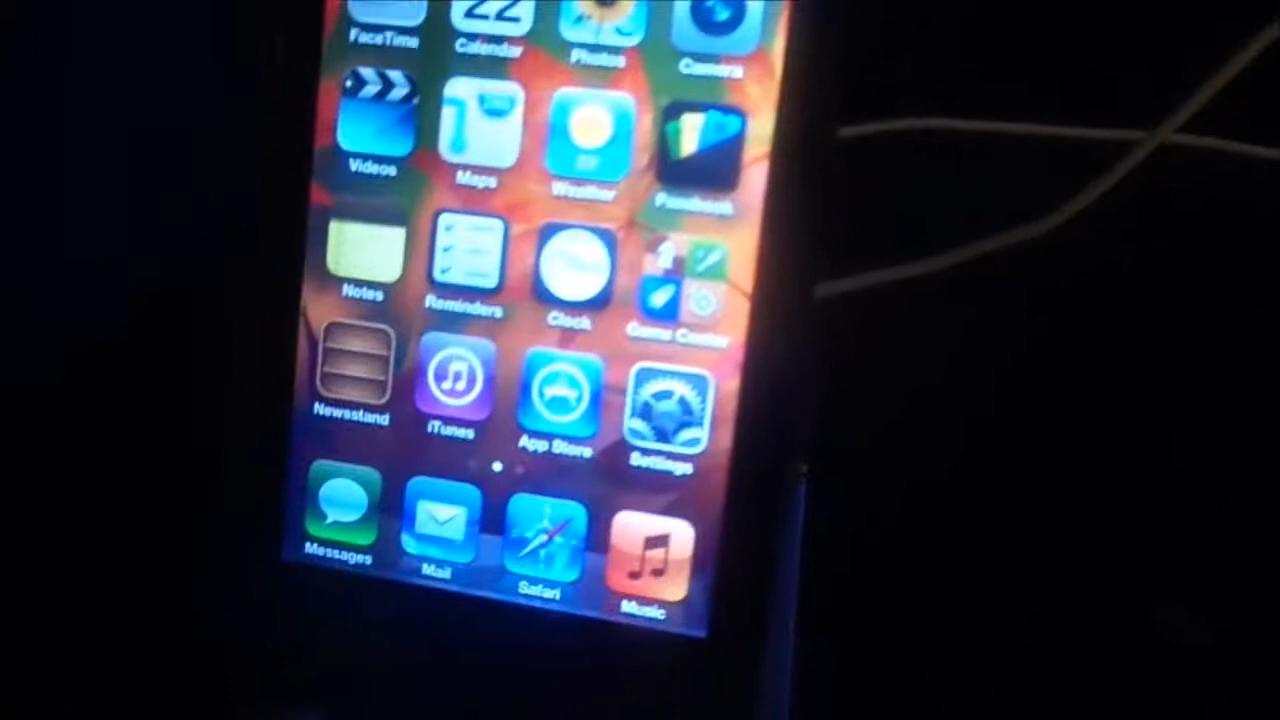 22
FaceTime
Calendar
Photos
Camera
Videos
Maps
Weather
Passbook
Notes
Reminders
Clock
Game Center
Newsstand
iTunes
App Store
Settings
Messages
Mail
Safari
Music